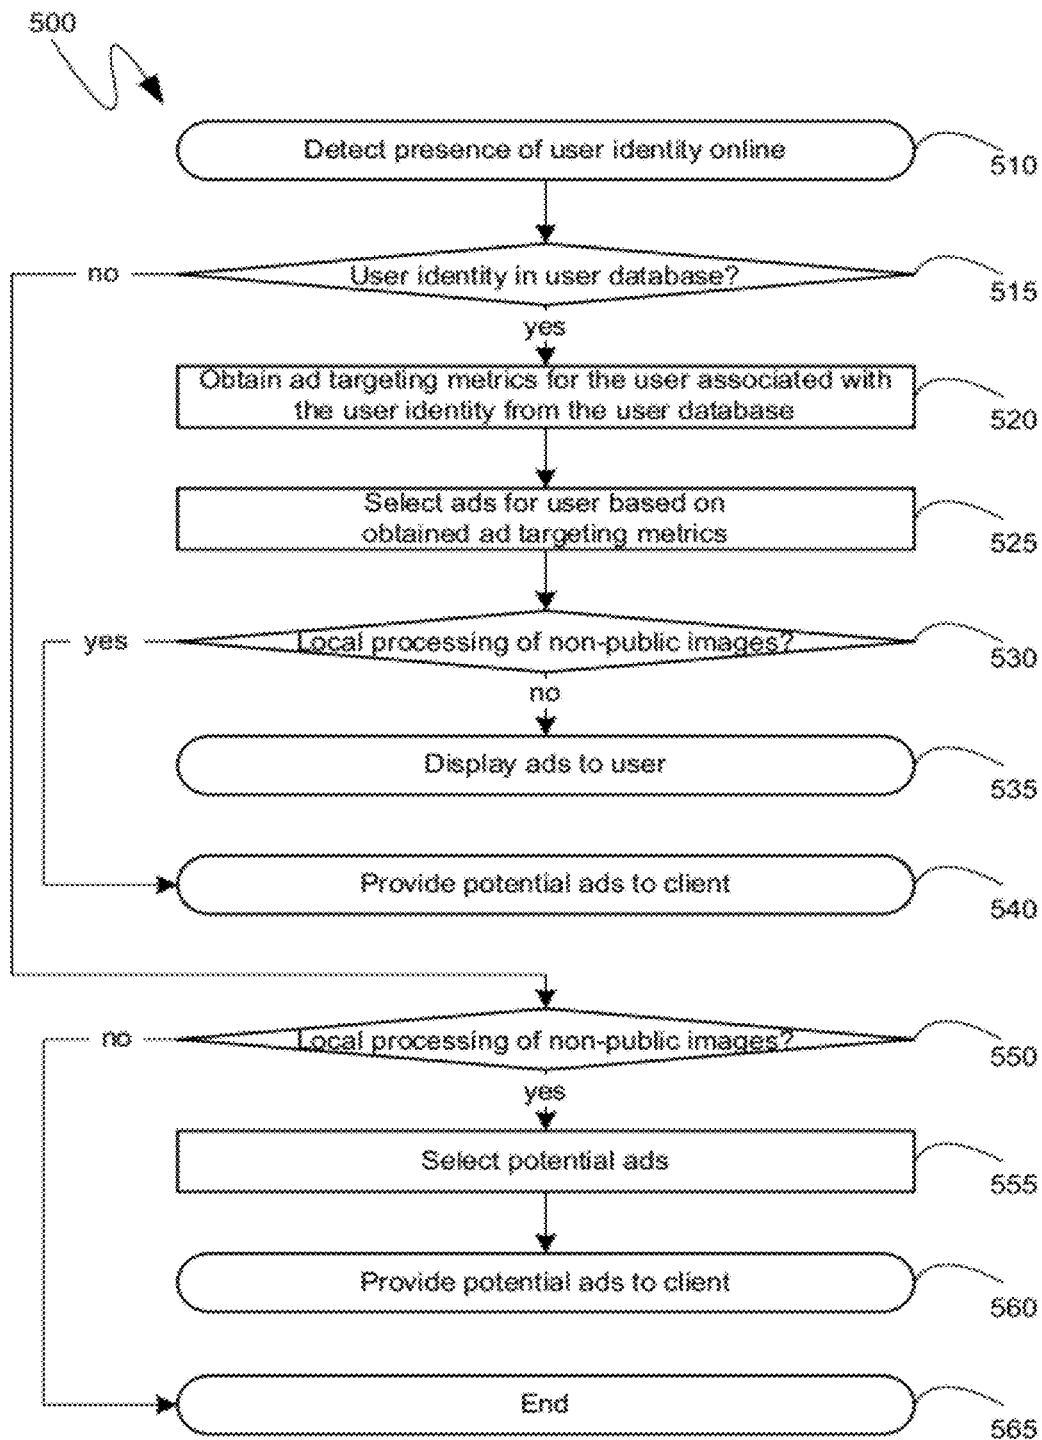 500
Detect presence of user identity online
510
no
User identity in user database?
515
yes
Obtain ad targeting metrics for the user associated with
the user identity from the user database
520
Select ads for user based on
obtained ad targeting metrics
525
yes
Local processing of non-public images?
530
no
Display ads to user
535
Provide potential ads to client
540
no
Local processing of non-public images?
550
yes
Select potential ads
555
Provide potential ads to client
560
End
565